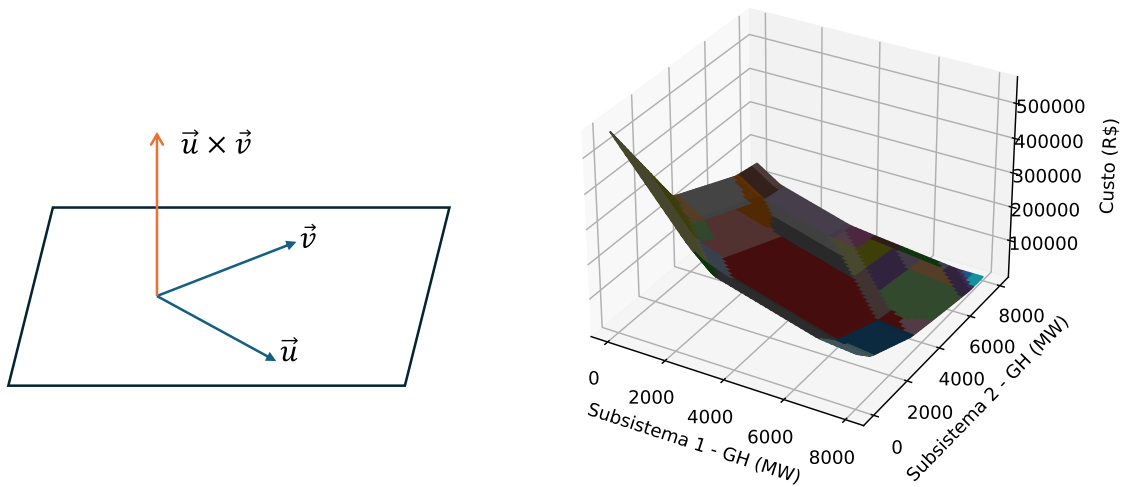 u⃗ × v⃗
v⃗
u⃗
500000
400000
300000
200000
100000
Custo (R$)
0
2000
4000
6000
8000
Subsistema 1 - GH (MW)
0
2000
4000
6000
8000
Subsistema 2 - GH (MW)